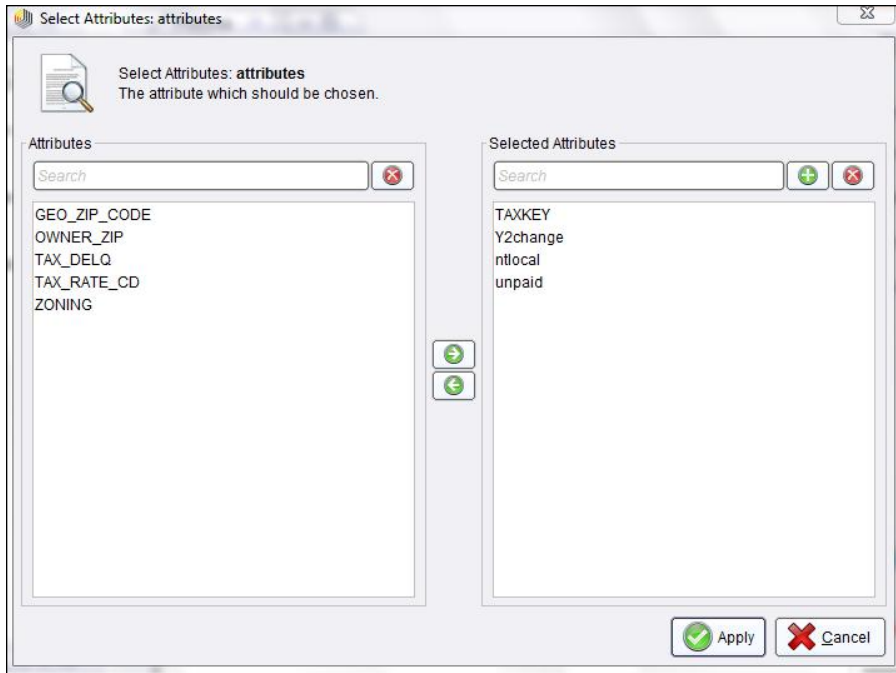 Select Attributes: attributes
Select Attributes: attributes
The attribute which should be chosen.
Attributes
Search
GEO_ZIP_CODE
OWNER_ZIP
TAX_DELQ
TAX_RATE_CD
ZONING
Selected Attributes
Search
TAXKEY
Y2change
ntlocal
unpaid
Apply
Cancel